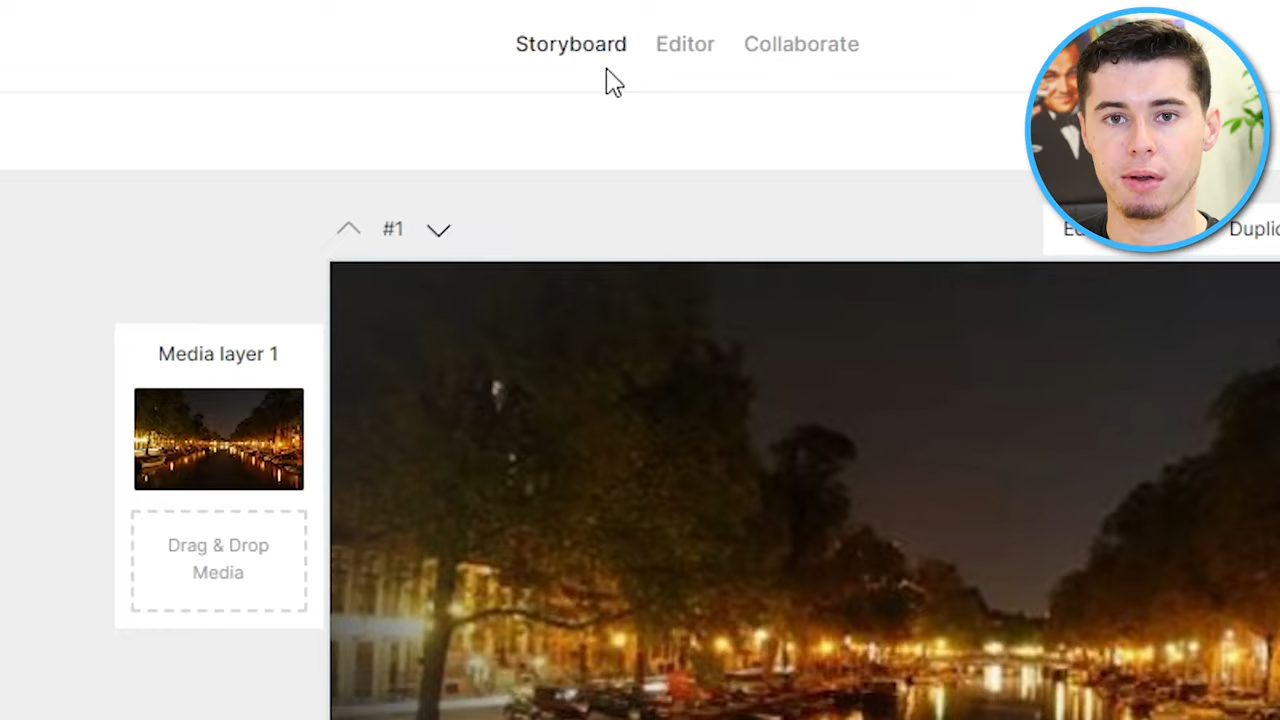 Storyboard Editor Collaborate
#1
Media layer 1
Drag & Drop
Media